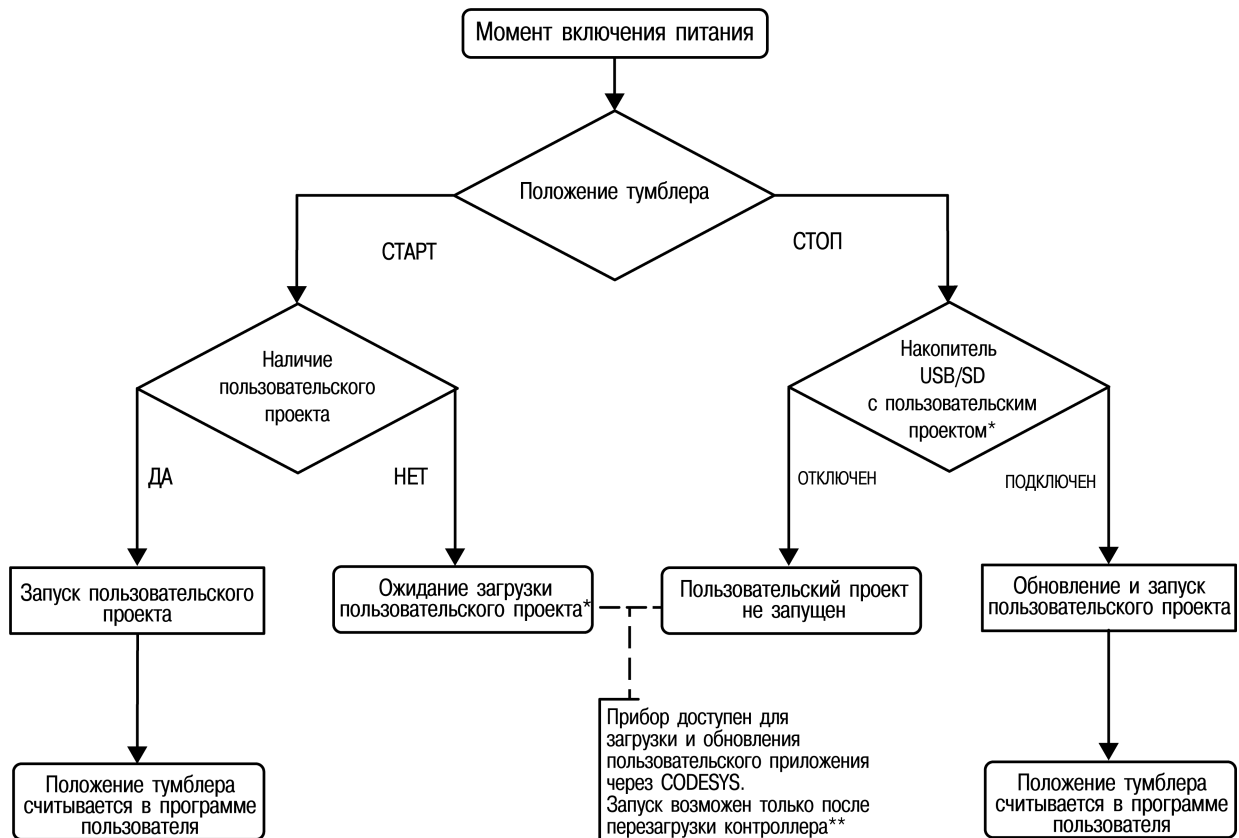 Момент включения питания
Положение тумблера
СТАРТ
СТОП
Наличие
пользовательского
проекта
Накопитель
USB/SD
с пользовательским
проектом*
ДА
НЕТ
ОТКЛЮЧЕН
ПОДКЛЮЧЕН
Запуск пользовательского
проекта
Ожидание загрузки
пользовательского проекта*
Пользовательский проект
не запущен
Обновление и запуск
пользовательского проекта
Прибор доступен для
загрузки и обновления
пользовательского приложения
через CODESYS.
Запуск возможен только после
перезагрузки контроллера**
Положение тумблера
считывается в программе
пользователя
Положение тумблера
считывается в программе
пользователя